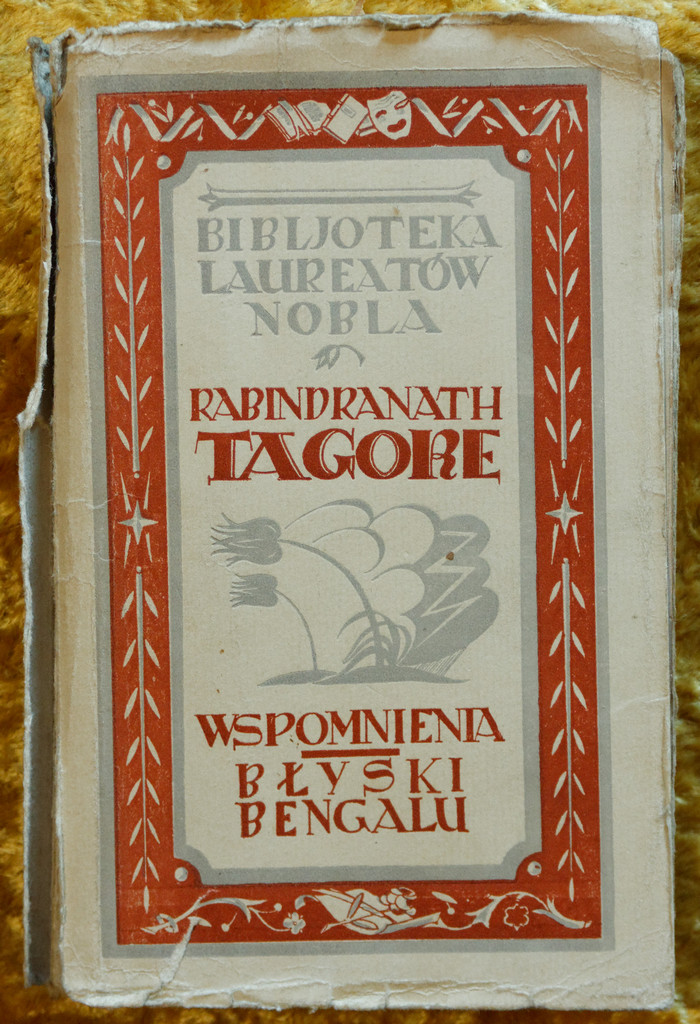 BIBLJOTEKA
LAUREATÓW
NOBLA
RABINDRANATH
TAGORE
WSPOMNIENIA
BŁYSKI
BENGALU